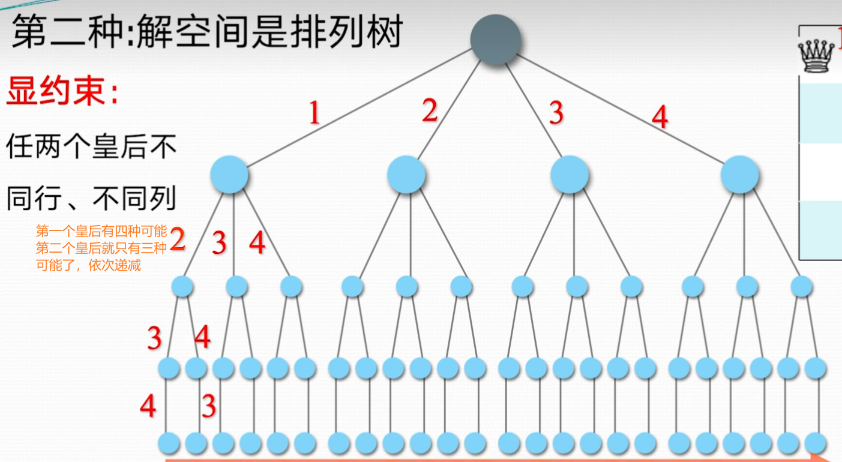 第二种:解空间是排列树
显约束:
任两个皇后不
同行、不同列
第一个皇后有四种可能
第二个皇后就只有三种
可能了，依次递减
1
2
3
4
2
3
4
3
4
4
3